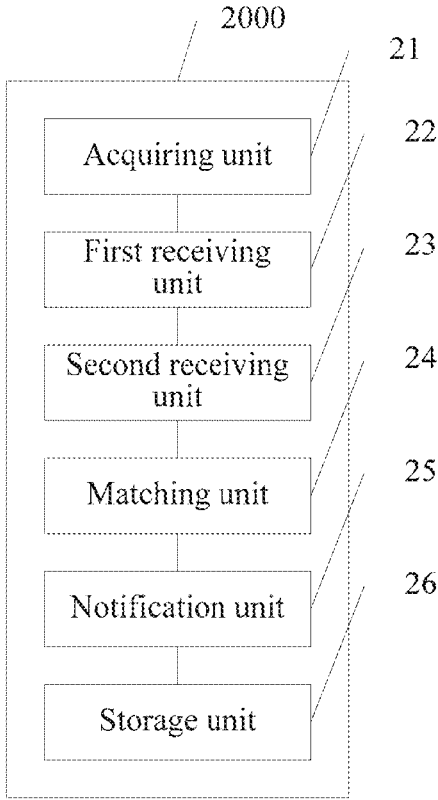 2000
21
Acquiring unit
22
First receiving
unit
23
Second receiving
unit
24
Matching unit
25
Notification unit
26
Storage unit